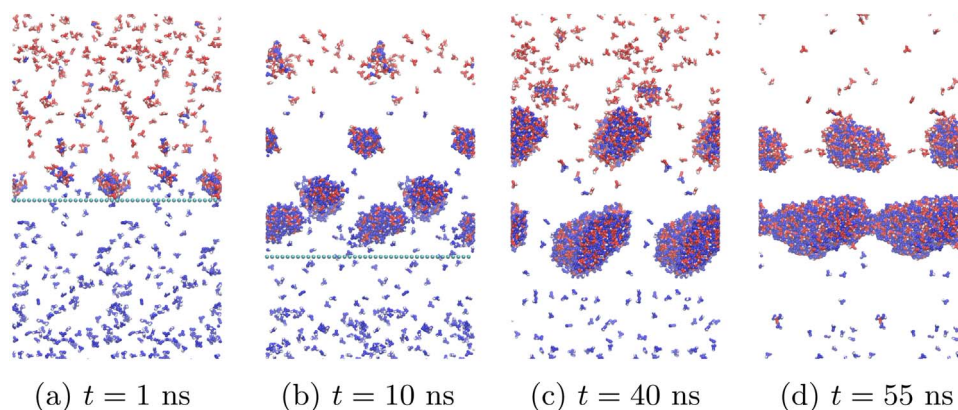 (a) t = 1 ns (b) t = 10 ns (c) t = 40 ns (d) t = 55 ns